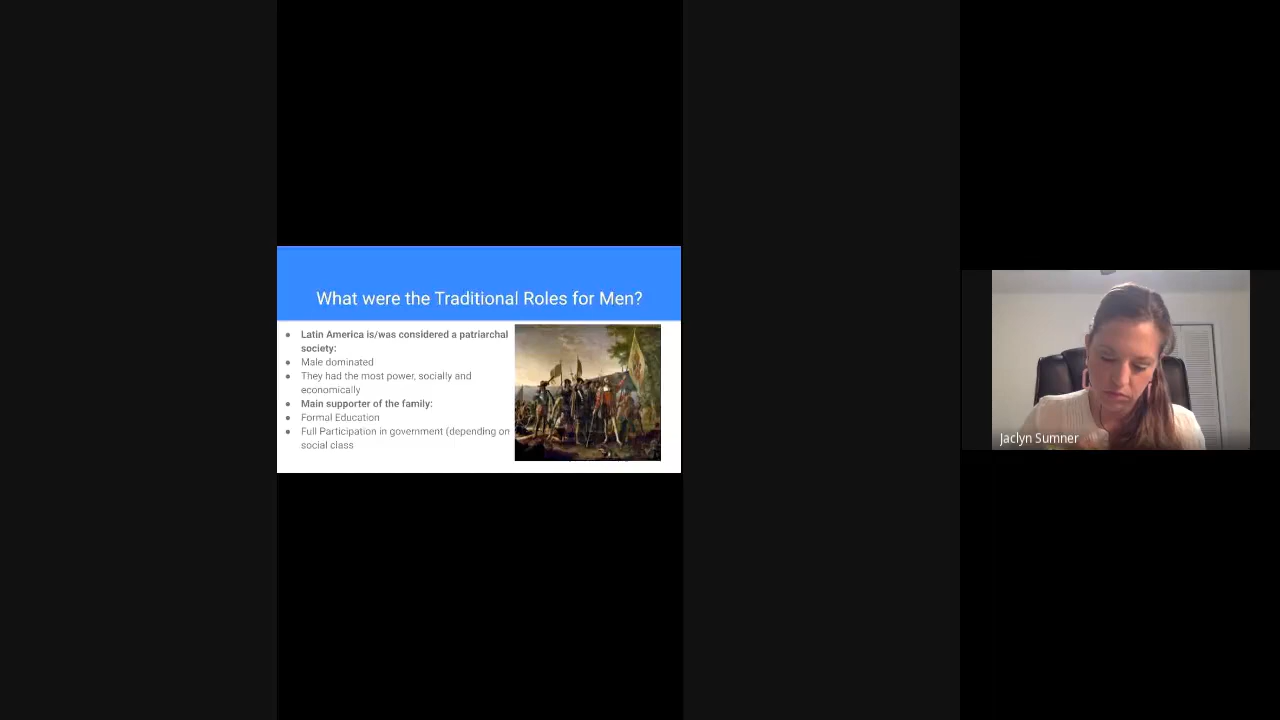 What were the Traditional Roles for Men?
● Latin America is/was considered a patriarchal
society:
● Male dominated
● They had the most power, socially and
economically
● Main supporter of the family:
● Formal Education
● Full Participation in government (depending on
social class
Jaclyn Sumner